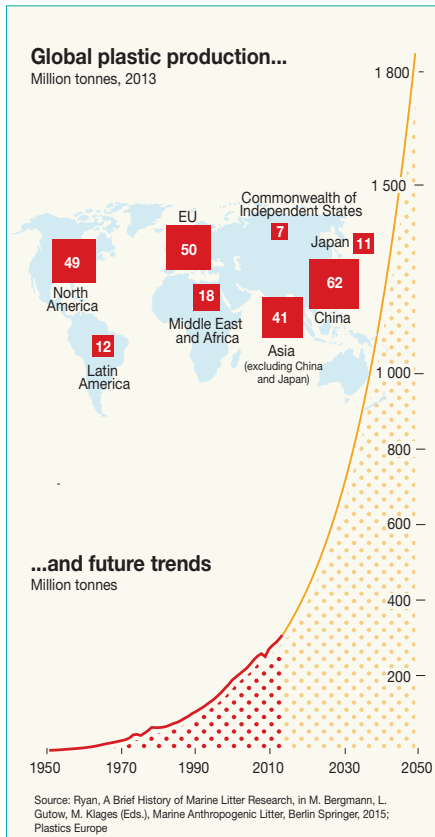 Global plastic production...
Million tonnes, 2013
1 800
1 500
Commonwealth of
Independent States
7
EU
50
Japan
11
49
North
America
18
Middle East
and Africa
62
China
41
Asia
(excluding China
and Japan)
12
Latin
America
1 000
800
600
...and future trends
Million tonnes
400
200
1950
1970
1990
2010
2030
2050
Source: Ryan, A Brief History of Marine Litter Research, in M. Bergmann, L.
Gutow, M. Klages (Eds.), Marine Anthropogenic Litter, Berlin Springer, 2015;
Plastics Europe